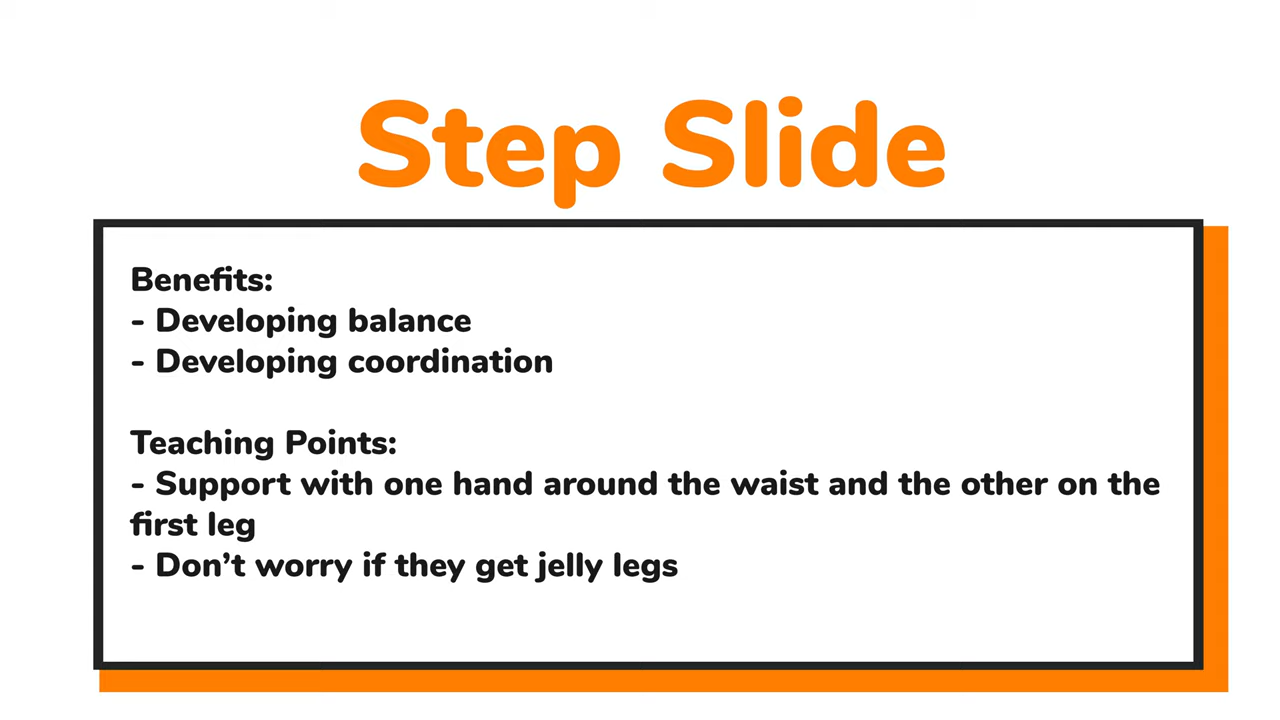 Step Slide
Benefits:
- Developing balance
- Developing coordination
Teaching Points:
- Support with one hand around the waist and the other on the
first leg
- Don’t worry if they get jelly legs